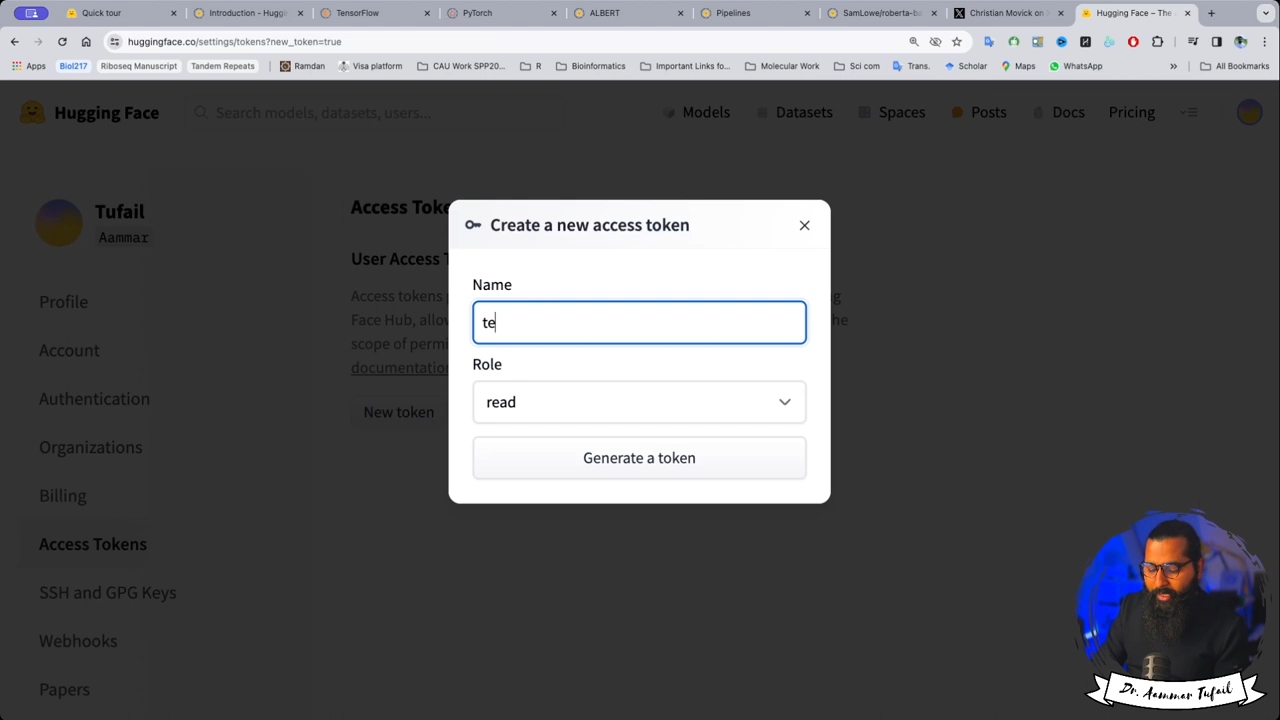 Quick tour
Introduction - Huggi
TensorFlow
PyTorch
ALBERT
Pipelines
SamLowe/roberta-ba
Christian Movick on
Hugging Face – The
huggingface.co/settings/tokens?new_token=true
Apps
Biol217
Riboseq Manuscript
Tandem Repeats
Ramdan
Visa platform
CAU Work SPP20...
R
Bioinformatics
Important Links fo...
Molecular Work
Sci com
Trans.
Scholar
Maps
WhatsApp
»
All Bookmarks
Hugging Face
Search models, datasets, users...
Models
Datasets
Spaces
Posts
Docs
Pricing
Tufail
Aammar
Profile
Account
Authentication
Organizations
Billing
Access Tokens
SSH and GPG Keys
Webhooks
Papers
Access Toke
User Access T
Access tokens
ng
Face Hub, allow
the
scope of permi
documentation
New token
Create a new access token
Name
te
Role
read
Generate a token
Dr. Aammar Tufail